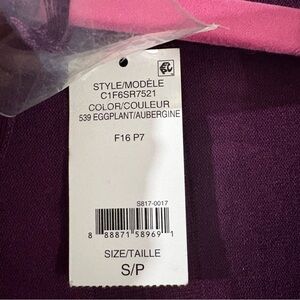 STYLE/MODÈLE
C1F6SR7521
COLOR/COULEUR
539 EGGPLANT/AUBERGINE
F16 P7
S817-0017
8 88871 58969 1
SIZE/TAILLE
S/P